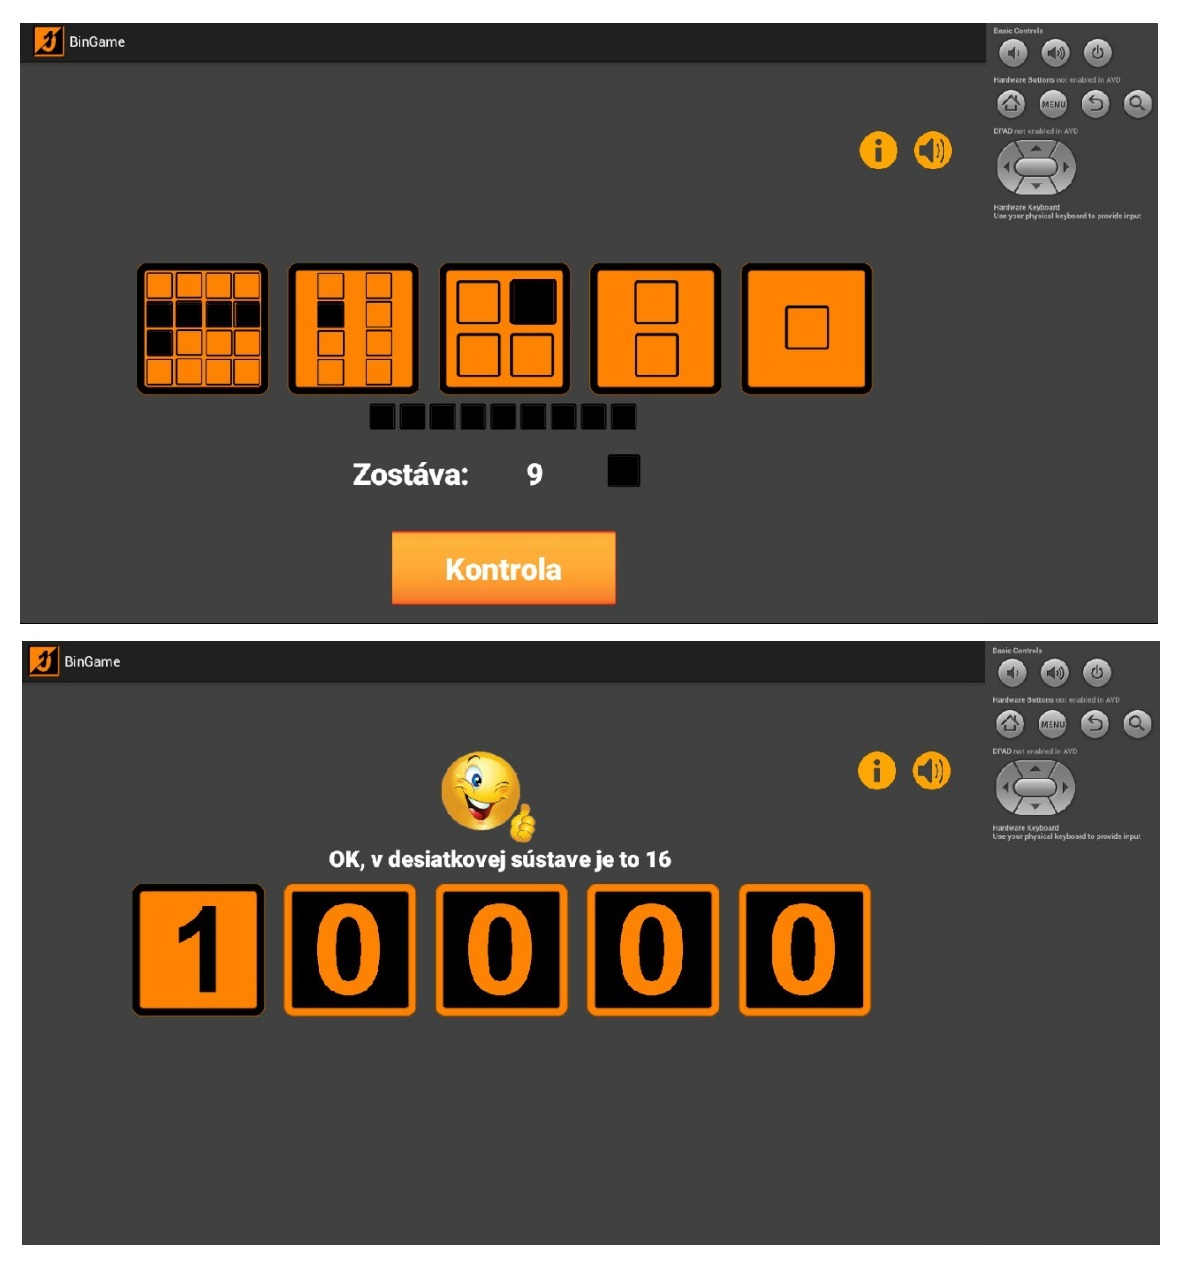 BinGame
Basic Controls
Hardware Buttons not enabled in AVD
MENU
DPAD not enabled in AVD
Hardware Keyboard
Use your physical keyboard to provide input
Zostáva: 9
Kontrola
BinGame
Basic Controls
Hardware Buttons not enabled in AVD
MENU
DPAD not enabled in AVD
Hardware Keyboard
Use your physical keyboard to provide input
OK, v desiatkovej sústave je to 16
1 0 0 0 0